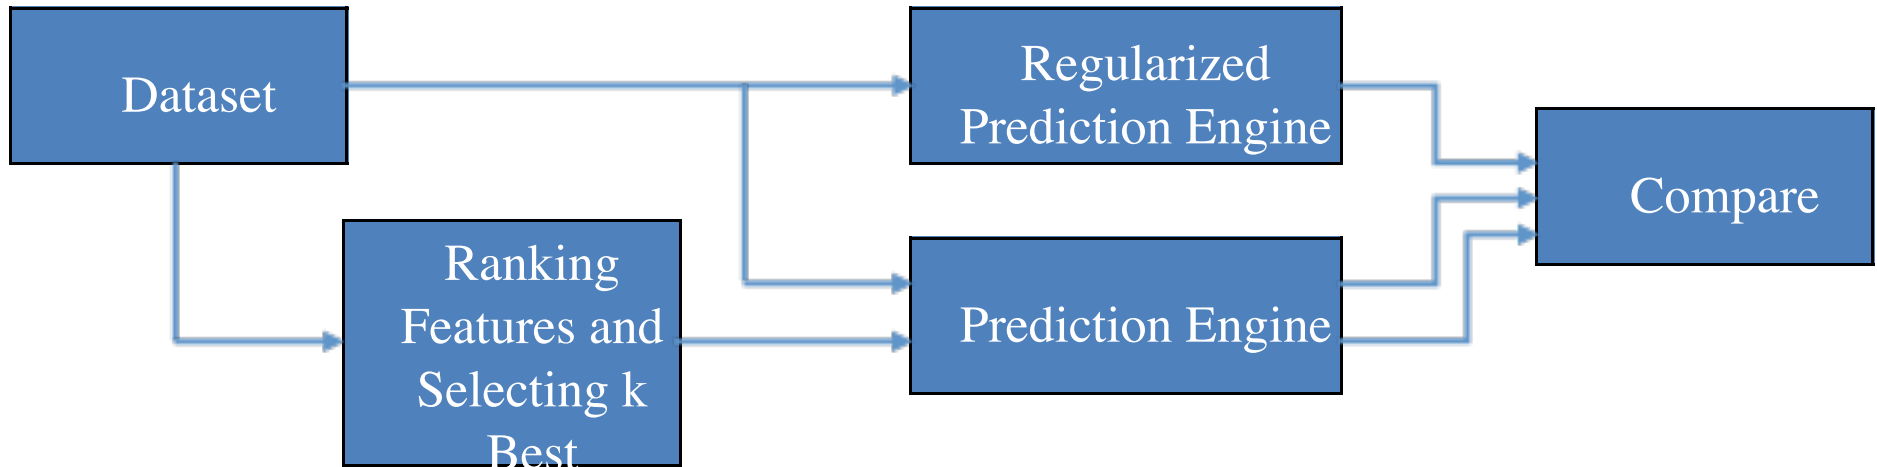 Dataset
Regularized
Prediction Engine
Compare
Ranking
Features and
Selecting k
Best
Prediction Engine